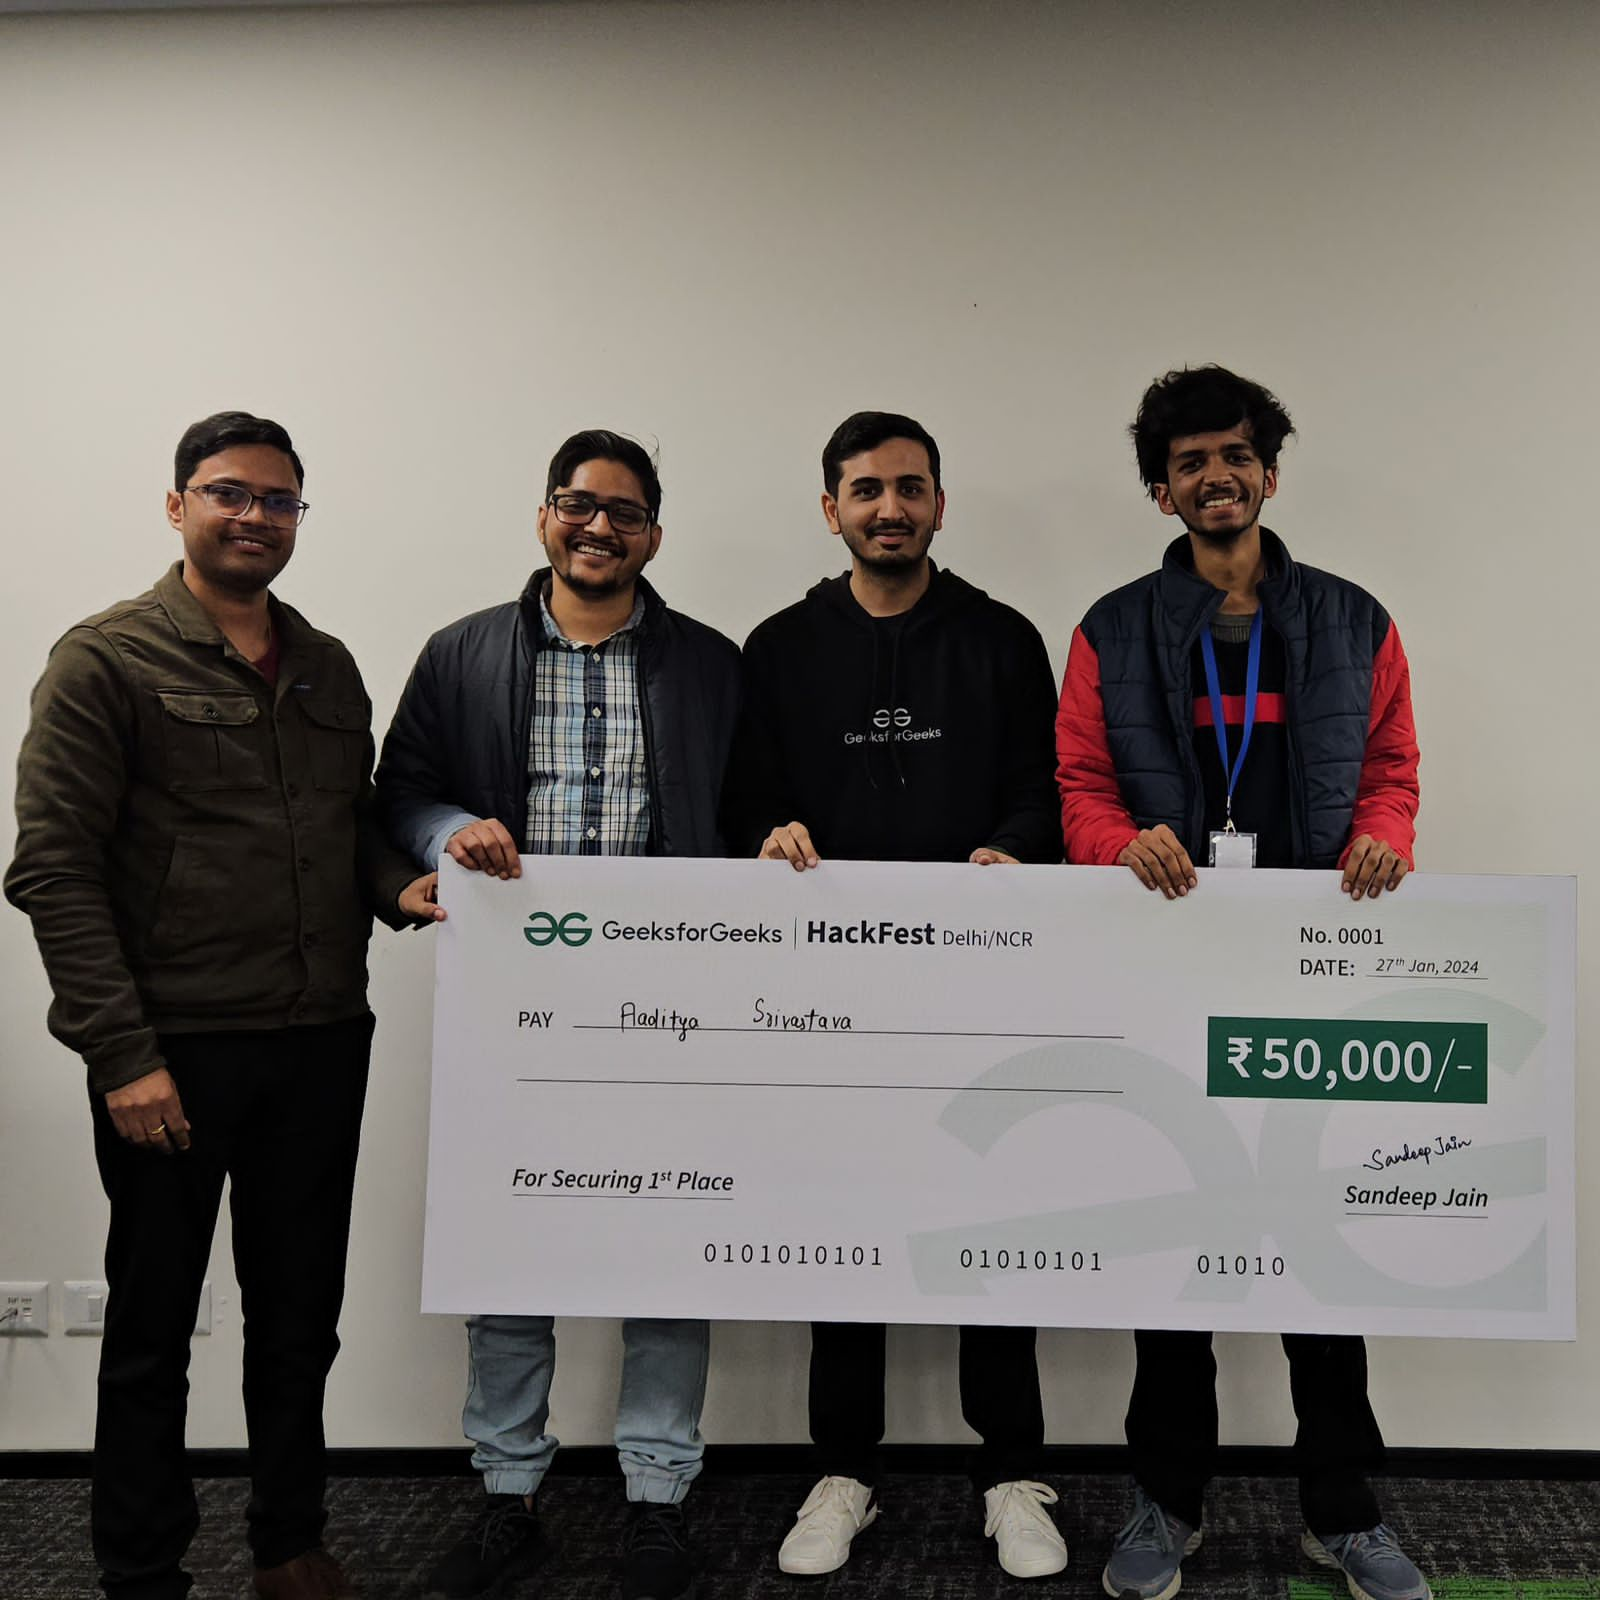 GeeksforGeeks
GeeksforGeeks | HackFest Delhi/NCR
No. 0001
DATE: 27th Jan, 2024
PAY Aaditya Srivastava
₹50,000/-
Sandeep Jain
For Securing 1st Place
Sandeep Jain
0101010101 01010101 01010